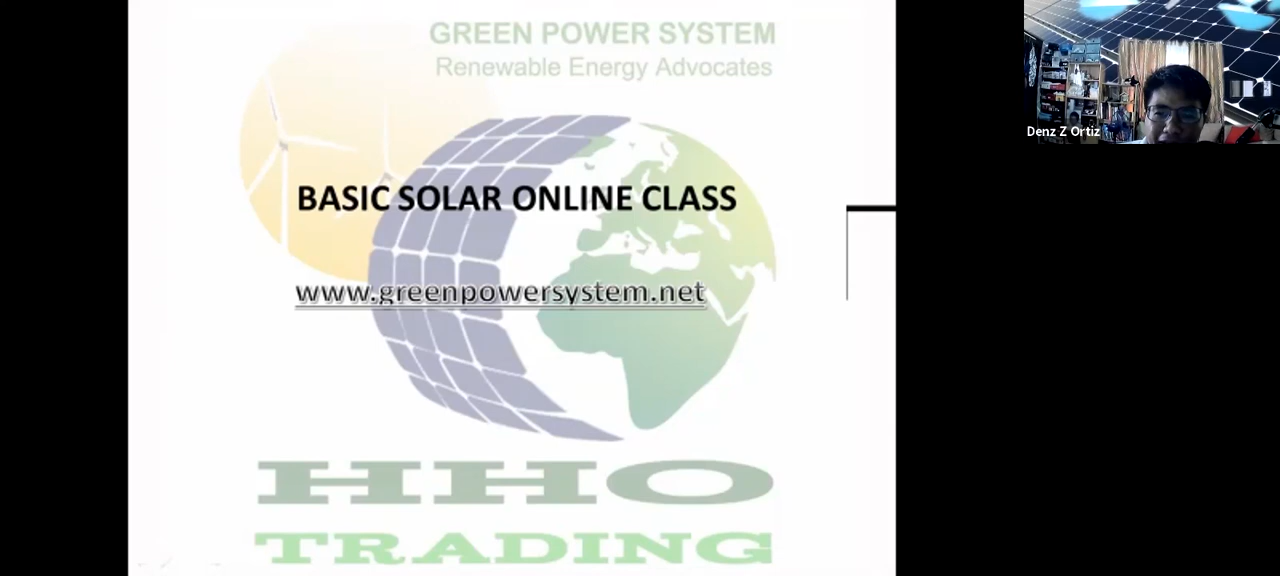 GREEN POWER SYSTEM
Renewable Energy Advocates
BASIC SOLAR ONLINE CLASS
www.greenpowersystem.net
HHO
TRADING
Denz Z Ortiz